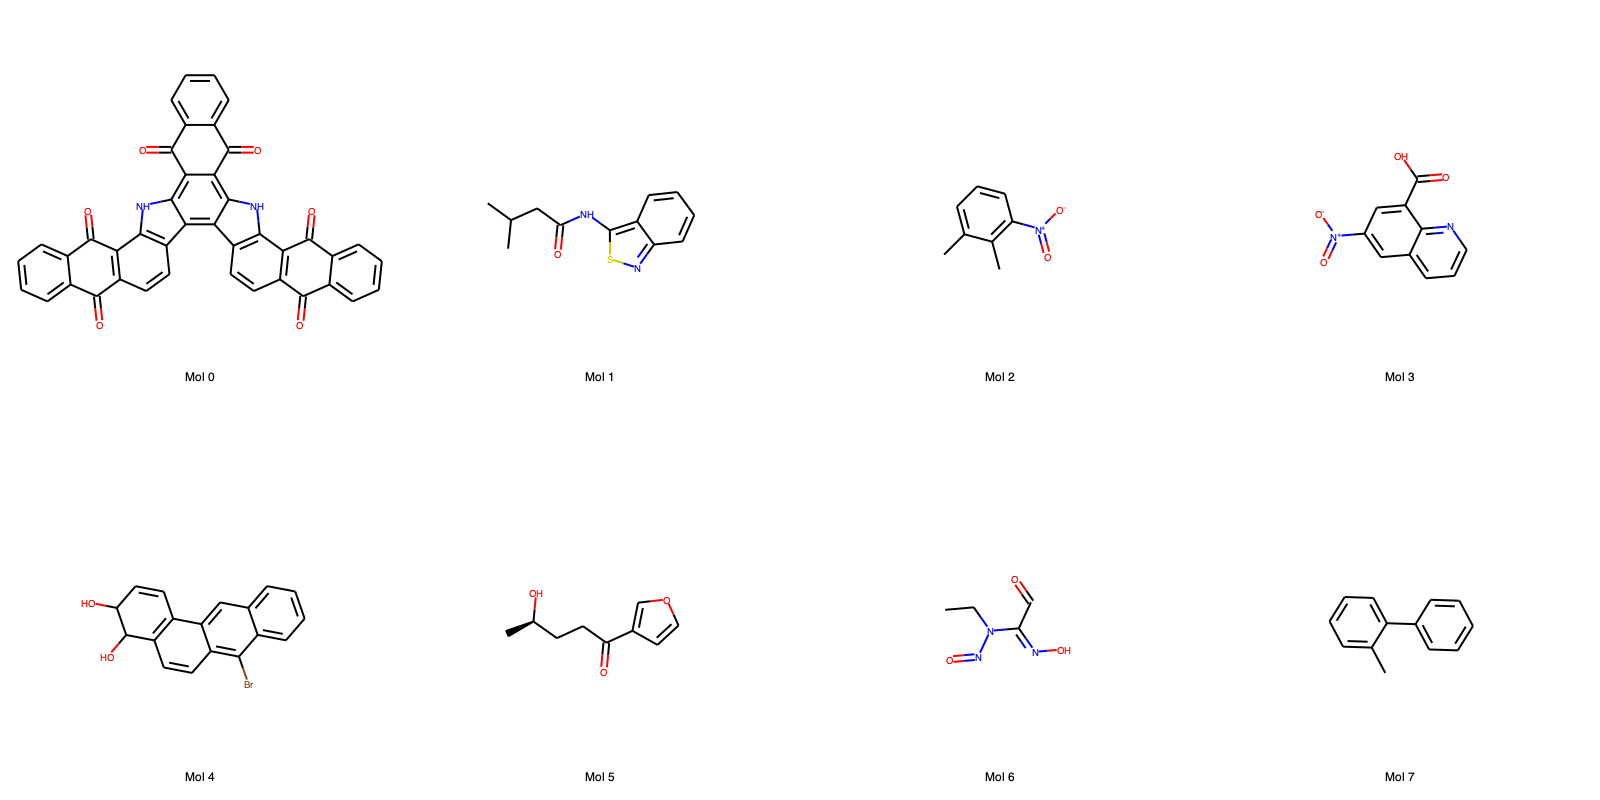 O O
NH NH
O O
O O
Mol 0
NH
O
S N
Mol 1
O-
N+
O
Mol 2
OH
O
O-
N+
O
N
Mol 3
HO
HO
Br
Mol 4
OH
O
O
Mol 5
O
N
O N
N OH
Mol 6
Mol 7